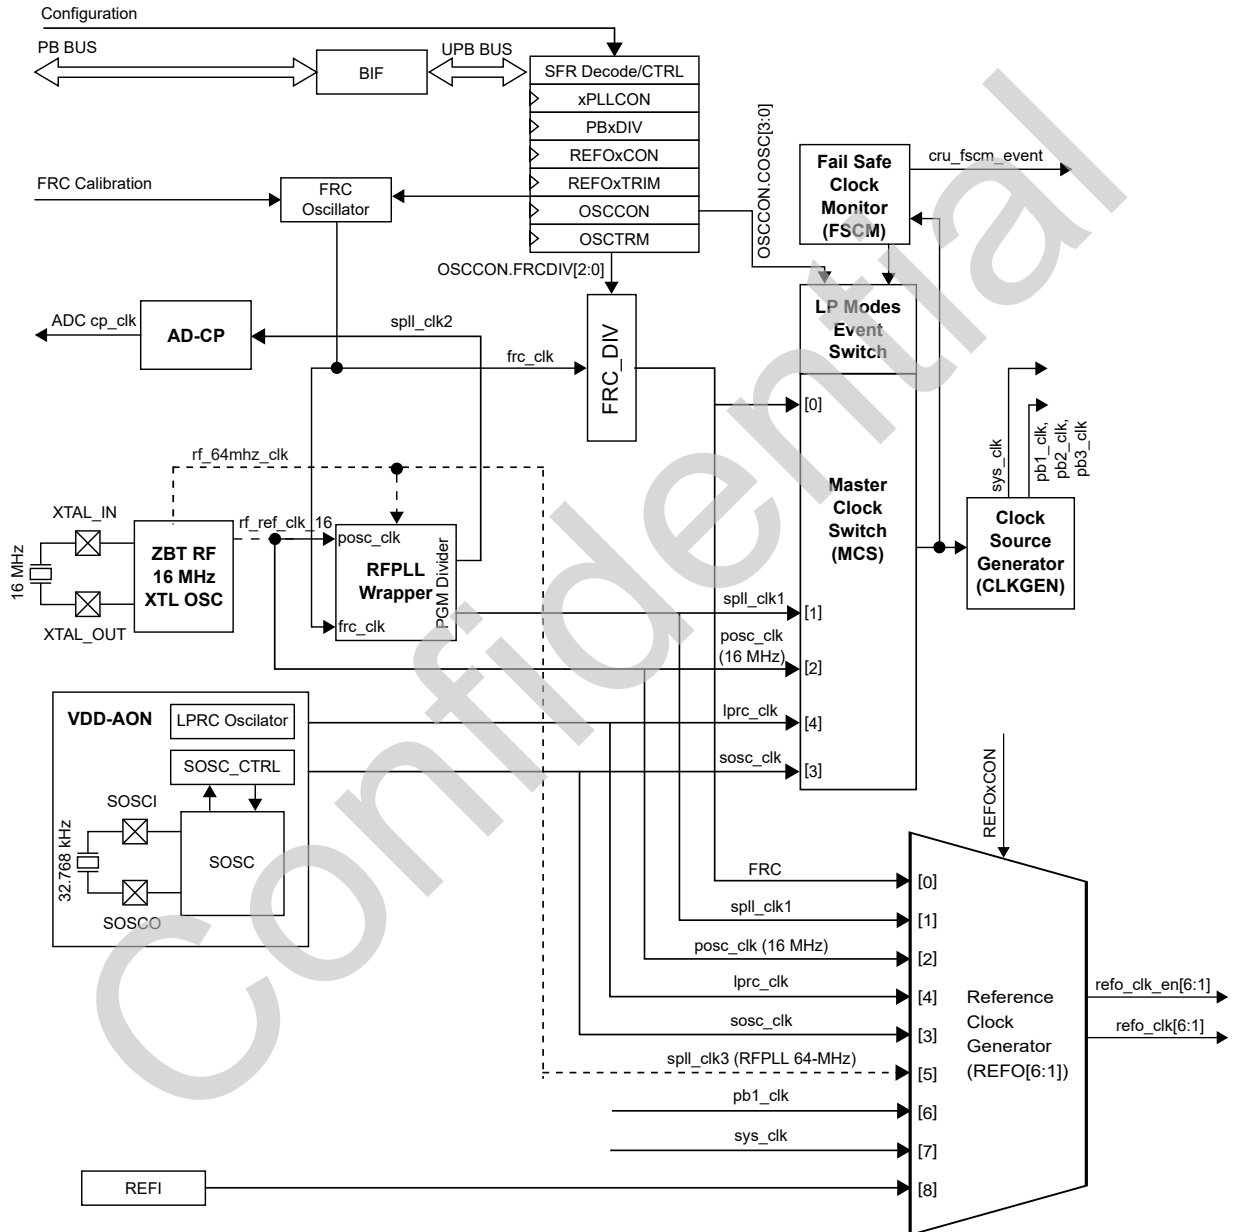 Configuration
PB BUS
BIF
UPB BUS
SFR Decode/CTRL
xPLLCON
PBxDIV
REFOxCON
REFOxTRIM
OSCCON
OSCTRM
FRC Calibration
FRC
Oscillator
OSCCON.COSC[3:0]
Fail Safe
Clock
Monitor
(FSCM)
cru_fscm_event
OSCCON.FRCDIV[2:0]
ADC cp_clk
AD-CP
spll_clk2
frc_clk
FRC_DIV
LP Modes
Event
Switch
[0]
Master
Clock
Switch
(MCS)
[1]
[2]
[4]
[3]
sys_clk
pb1_clk,
pb2_clk,
pb3_clk
Clock
Source
Generator
(CLKGEN)
rf_64mhz_clk
XTAL_IN
16 MHz
XTAL_OUT
ZBT RF
16 MHz
XTL OSC
rf_ref_clk_16
posc_clk
RFPLL
Wrapper
PGM Divider
frc_clk
spll_clk1
posc_clk
(16 MHz)
lprc_clk
sosc_clk
VDD-AON
LPRC Oscilator
SOSC_CTRL
SOSCI
32.768 kHz
SOSCO
SOSC
REFOxCON
FRC
[0]
spll_clk1
[1]
posc_clk (16 MHz)
[2]
lprc_clk
[4]
sosc_clk
[3]
spll_clk3 (RFPLL 64-MHz)
[5]
pb1_clk
[6]
sys_clk
[7]
REFI
[8]
Reference
Clock
Generator
(REFO[6:1])
refo_clk_en[6:1]
refo_clk[6:1]
Confidential